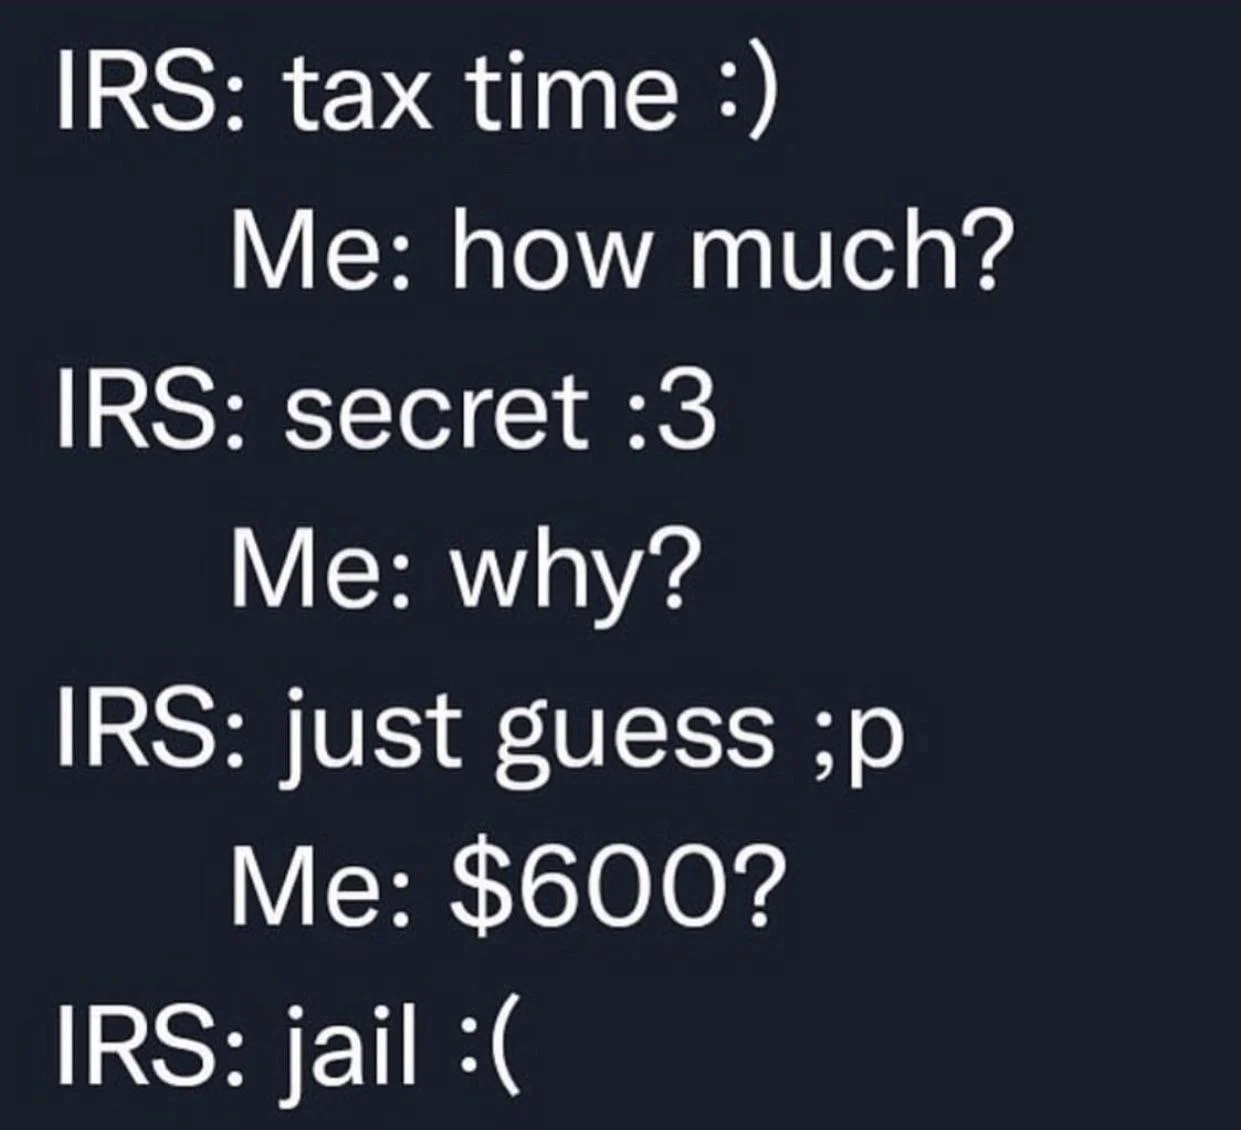 IRS: tax time :)
Me: how much?
IRS: secret :3
Me: why?
IRS: just guess ;p
Me: $600?
IRS: jail :(